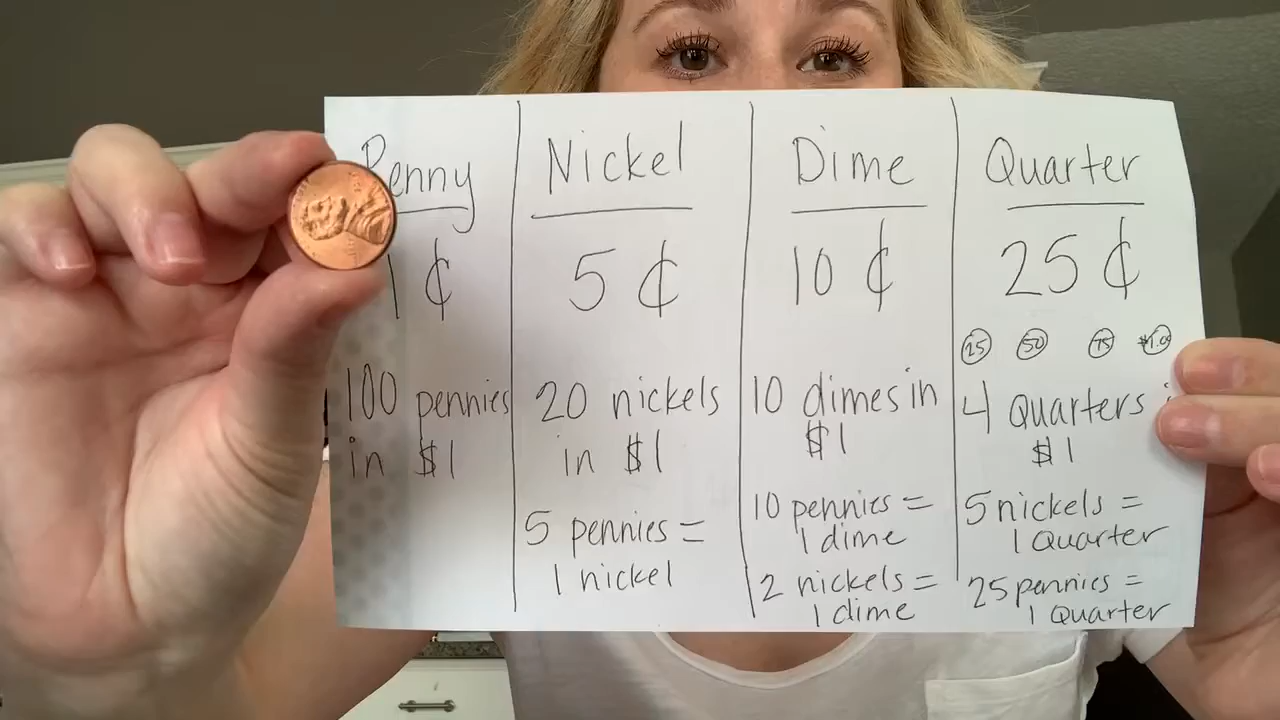 Penny
1 ¢
100 pennies
in $1
Nickel
5 ¢
20 nickels
in $1
5 pennies =
1 nickel
Dime
10 ¢
10 dimes in
$1
10 pennies =
1 dime
2 nickels =
1 dime
Quarter
25 ¢
25 50 75
4 Quarters
$1
5 nickels =
1 Quarter
25 pennies =
1 Quarter